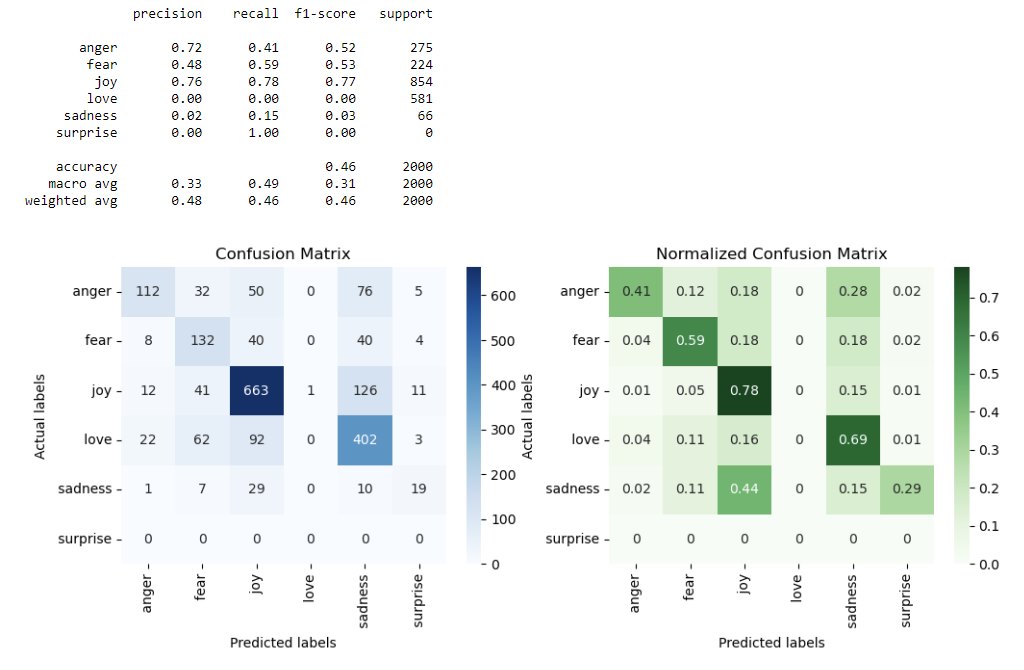 precision recall f1-score support
anger 0.72 0.41 0.52 275
fear 0.48 0.59 0.53 224
joy 0.76 0.78 0.77 854
love 0.00 0.00 0.00 581
sadness 0.02 0.15 0.03 66
surprise 0.00 1.00 0.00 0
accuracy 0.46 2000
macro avg 0.33 0.49 0.31 2000
weighted avg 0.48 0.46 0.46 2000
Confusion Matrix
anger 112 32 50 0 76 5
fear 8 132 40 0 40 4
joy 12 41 663 1 126 11
love 22 62 92 0 402 3
sadness 1 7 29 0 10 19
surprise 0 0 0 0 0 0
anger fear joy love sadness surprise
Predicted labels
Actual labels
600
500
400
300
200
100
0
Normalized Confusion Matrix
anger 0.41 0.12 0.18 0 0.28 0.02
fear 0.04 0.59 0.18 0 0.18 0.02
joy 0.01 0.05 0.78 0 0.15 0.01
love 0.04 0.11 0.16 0 0.69 0.01
sadness 0.02 0.11 0.44 0 0.15 0.29
surprise 0 0 0 0 0 0
anger fear joy love sadness surprise
Predicted labels
Actual labels
0.7
0.6
0.5
0.4
0.3
0.2
0.1
0.0